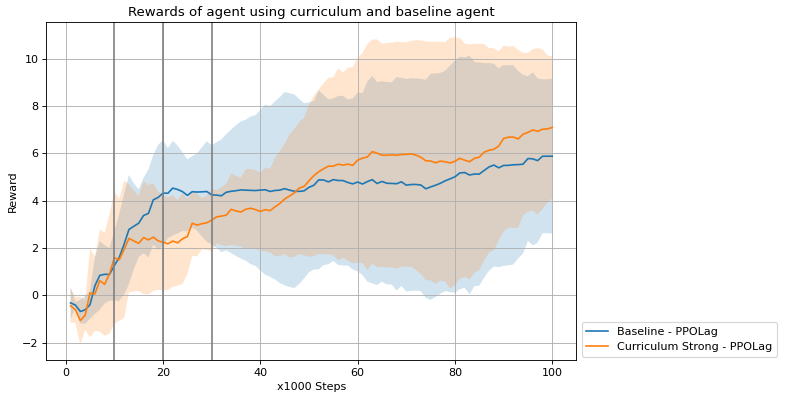 Rewards of agent using curriculum and baseline agent
Reward
10
8
6
4
2
0
−2
0 20 40 60 80 100
x1000 Steps
Baseline - PPOLag
Curriculum Strong - PPOLag